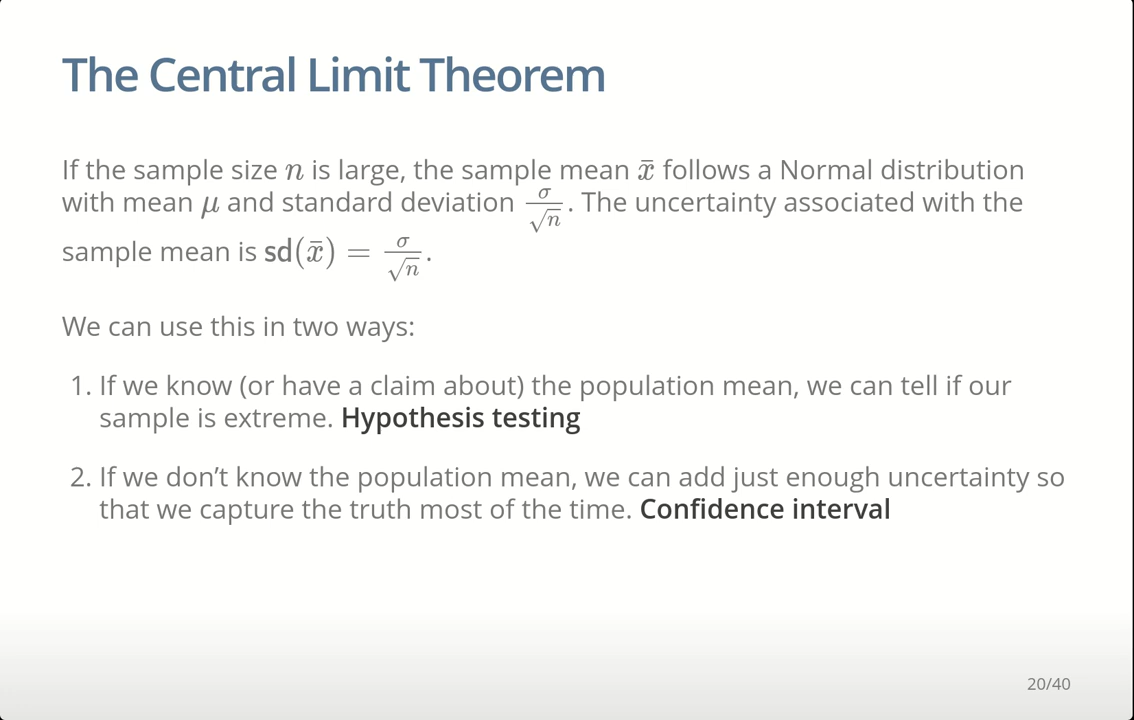 The Central Limit Theorem
If the sample size n is large, the sample mean x̄ follows a Normal distribution
with mean μ and standard deviation σ/√n. The uncertainty associated with the
sample mean is sd(x̄) = σ/√n.
We can use this in two ways:
1. If we know (or have a claim about) the population mean, we can tell if our
sample is extreme. Hypothesis testing
2. If we don’t know the population mean, we can add just enough uncertainty so
that we capture the truth most of the time. Confidence interval
20/40